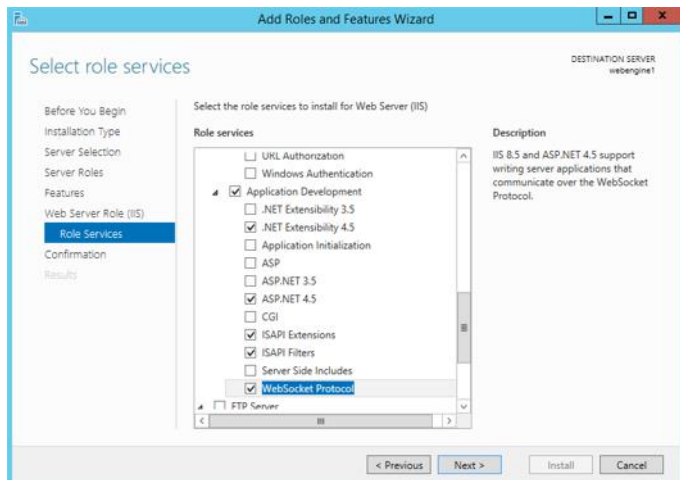 Add Roles and Features Wizard
Select role services
DESTINATION SERVER
webengine1
Before You Begin
Installation Type
Server Selection
Server Roles
Features
Web Server Role (IIS)
Role Services
Confirmation
Results
Select the role services to install for Web Server (IIS)
Role services
URL Authorization
Windows Authentication
Application Development
.NET Extensibility 3.5
.NET Extensibility 4.5
Application Initialization
ASP
ASP.NET 3.5
ASP.NET 4.5
CGI
ISAPI Extensions
ISAPI Filters
Server Side Includes
WebSocket Protocol
FTP Server
Description
IIS 8.5 and ASP.NET 4.5 support
writing server applications that
communicate over the WebSocket
Protocol.
< Previous
Next >
Install
Cancel